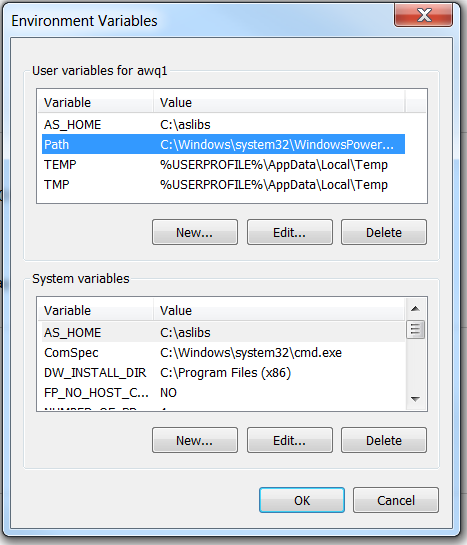 Environment Variables
User variables for awq1
Variable Value
AS_HOME C:\aslibs
Path C:\Windows\system32\WindowsPower...
TEMP %USERPROFILE%\AppData\Local\Temp
TMP %USERPROFILE%\AppData\Local\Temp
New... Edit... Delete
System variables
Variable Value
AS_HOME C:\aslibs
ComSpec C:\Windows\system32\cmd.exe
DW_INSTALL_DIR C:\Program Files (x86)
FP_NO_HOST_C... NO
New... Edit... Delete
OK Cancel